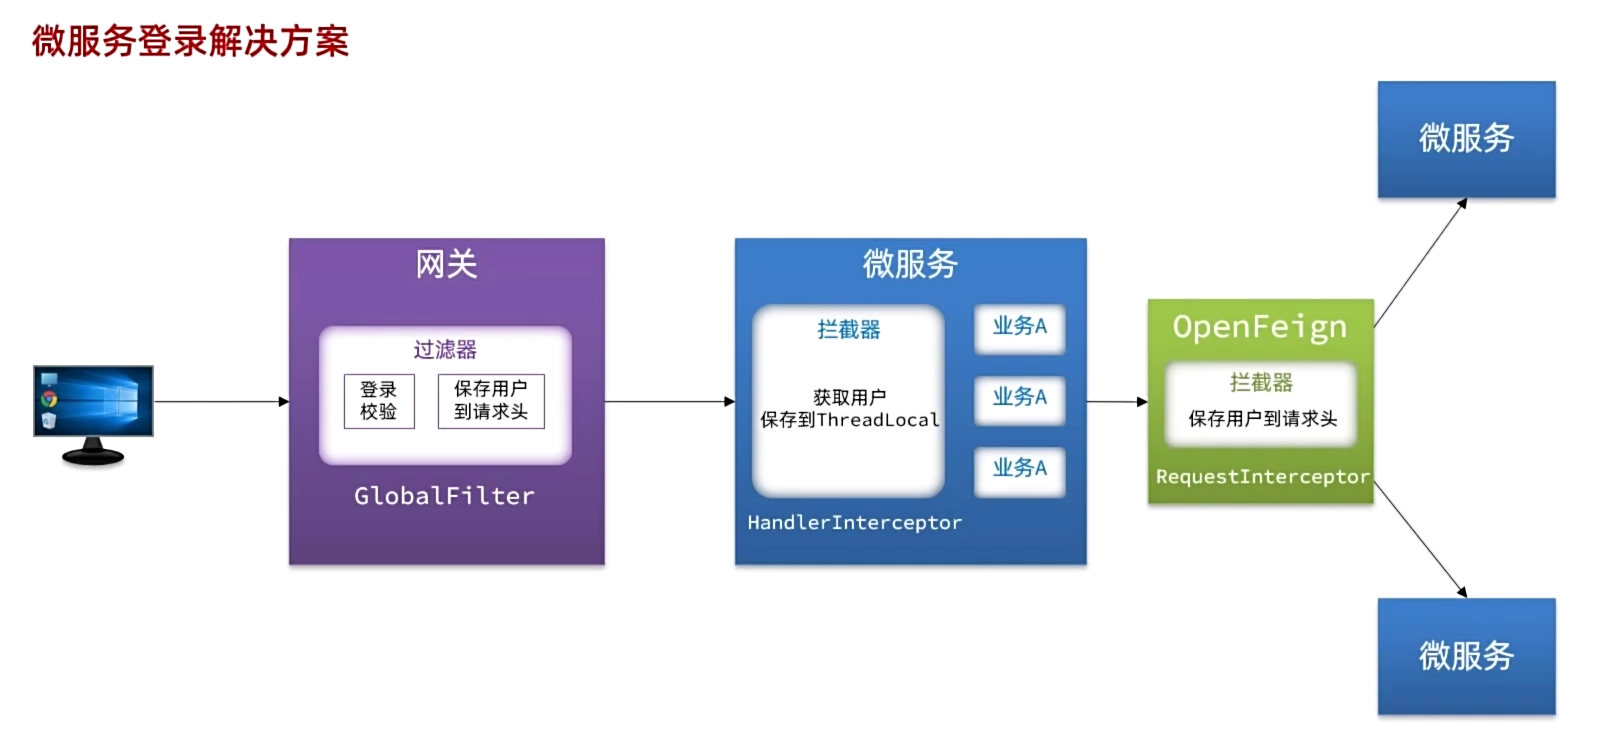 微服务登录解决方案
网关
过滤器
登录
校验
保存用户
到请求头
GlobalFilter
微服务
拦截器
获取用户
保存到ThreadLocal
HandlerInterceptor
业务A
业务A
业务A
OpenFeign
拦截器
保存用户到请求头
RequestInterceptor
微服务
微服务